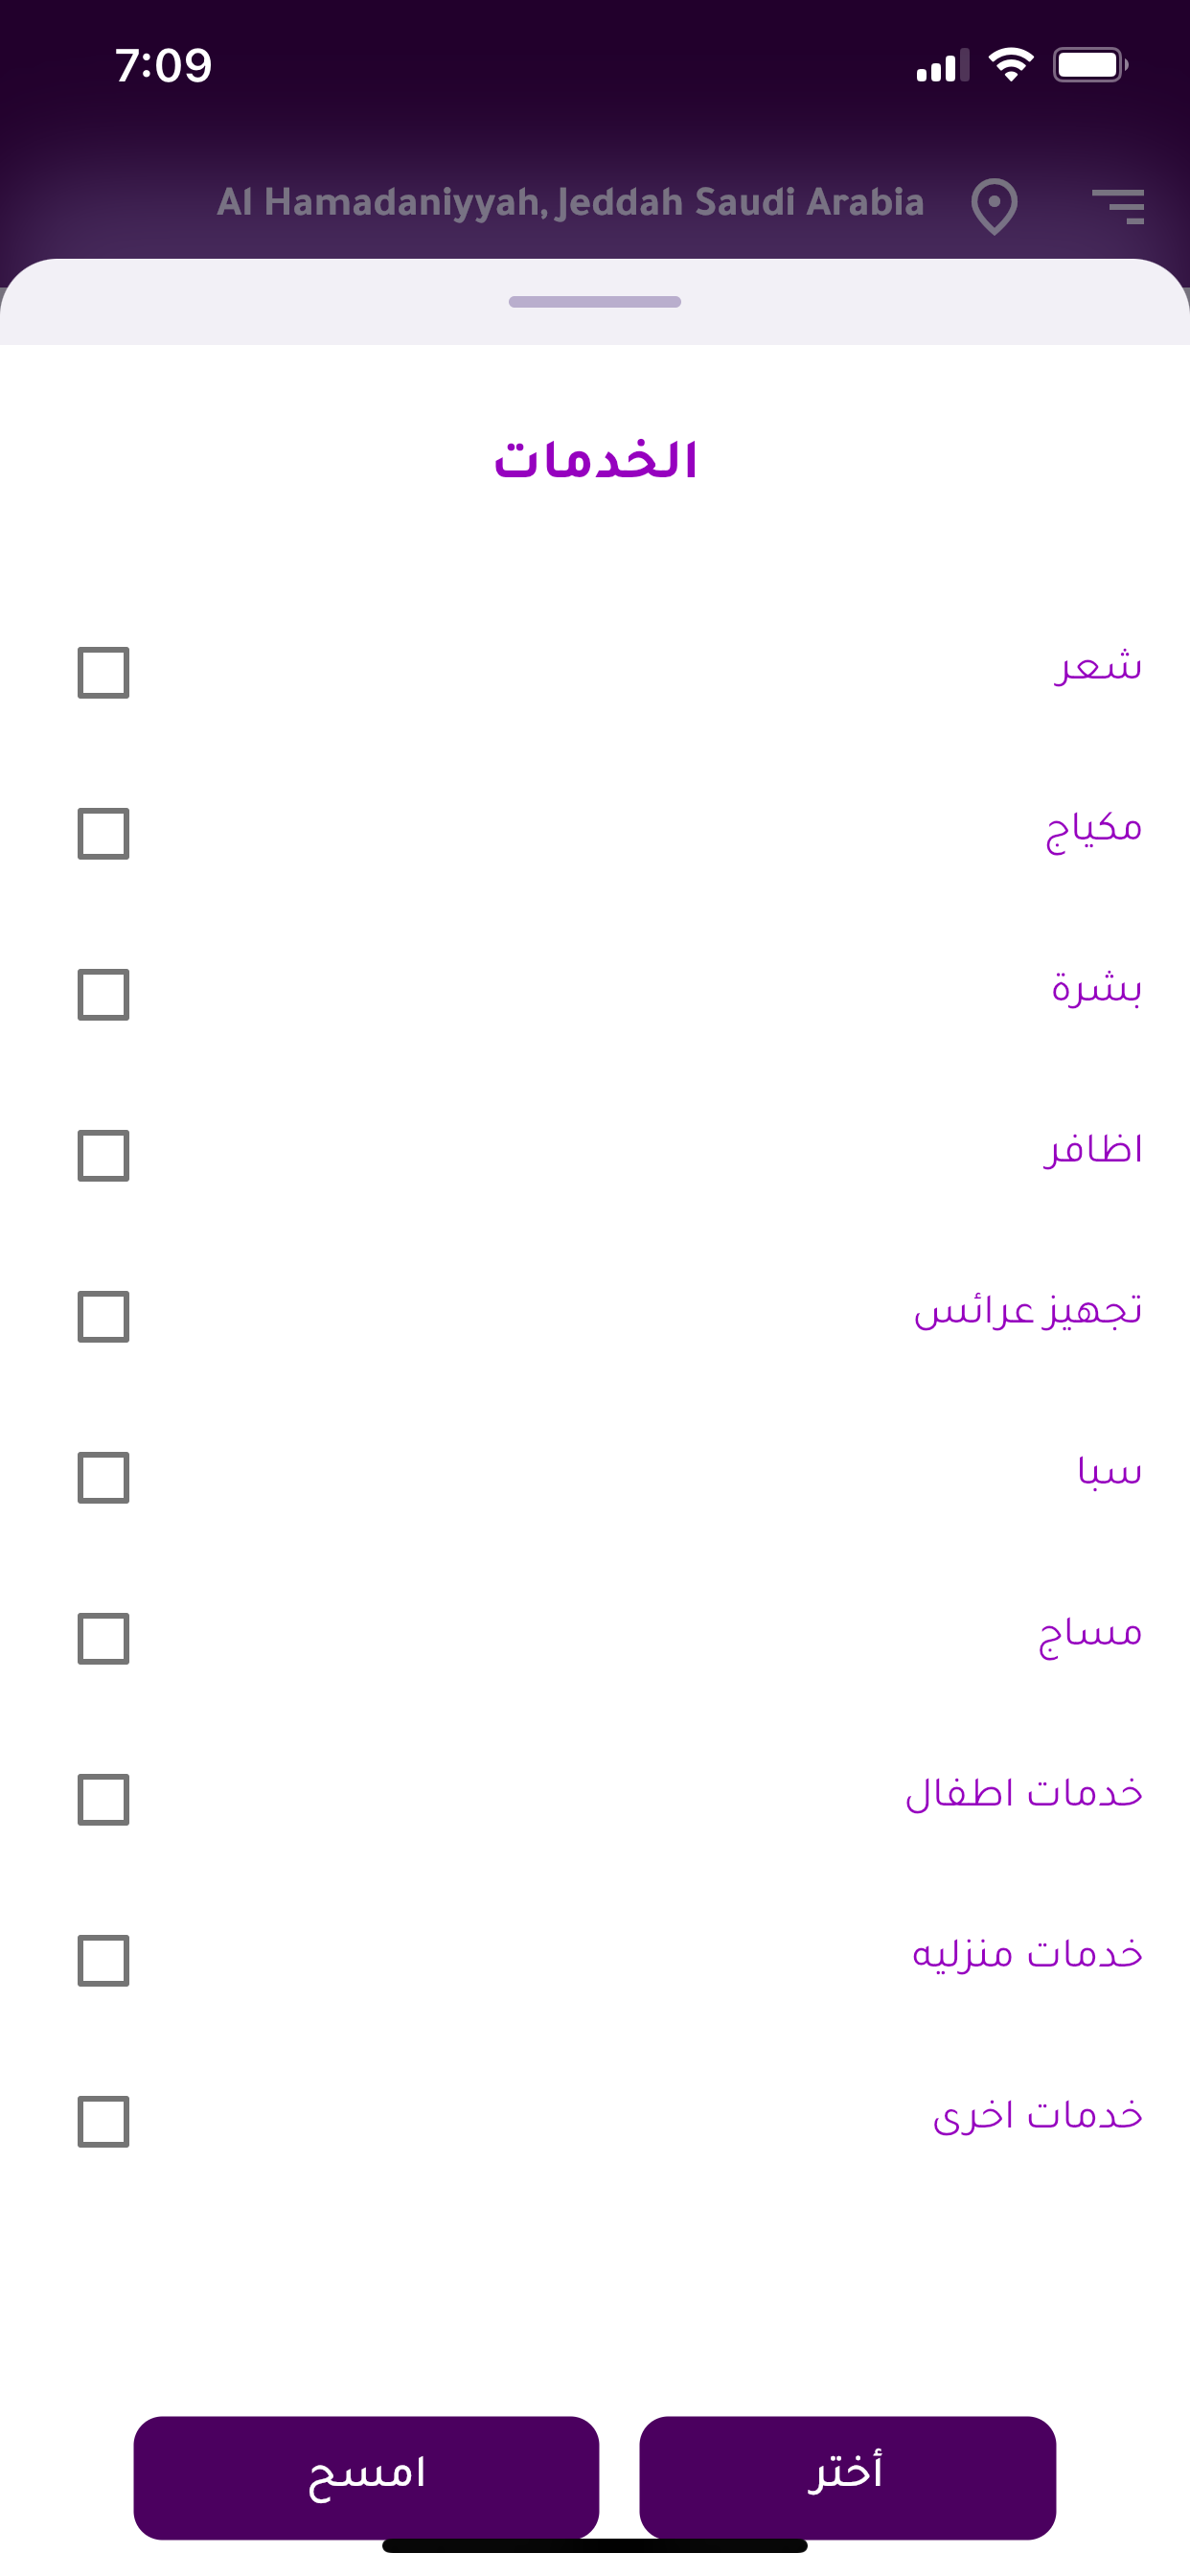 7:09
Al Hamadaniyyah, Jeddah Saudi Arabia
الخدمات
شعر
مكياج
بشرة
اظافر
تجهيز عرائس
سبا
مساج
خدمات اطفال
خدمات منزليه
خدمات اخرى
أختر
امسح